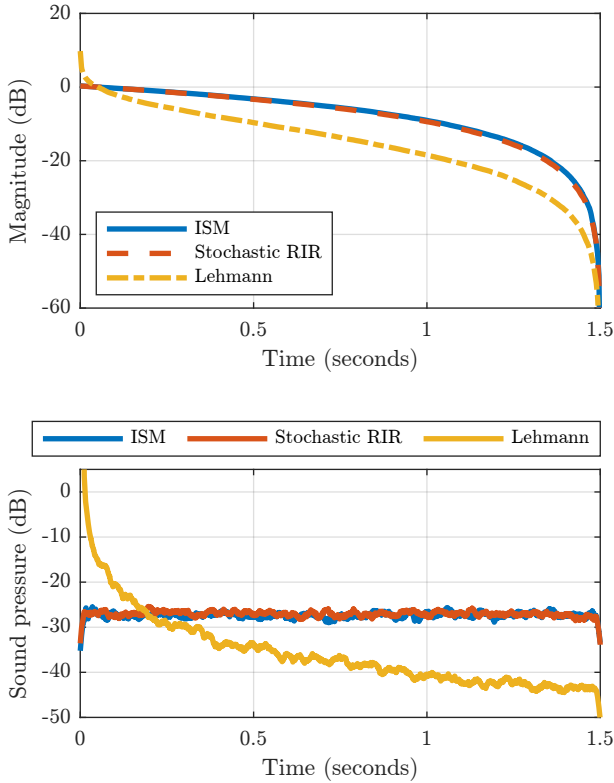 20
0
-20
-40
-60
Magnitude (dB)
ISM
Stochastic RIR
Lehmann
0 0.5 1 1.5
Time (seconds)
ISM Stochastic RIR Lehmann
0
-10
-20
-30
-40
-50
Sound pressure (dB)
0 0.5 1 1.5
Time (seconds)